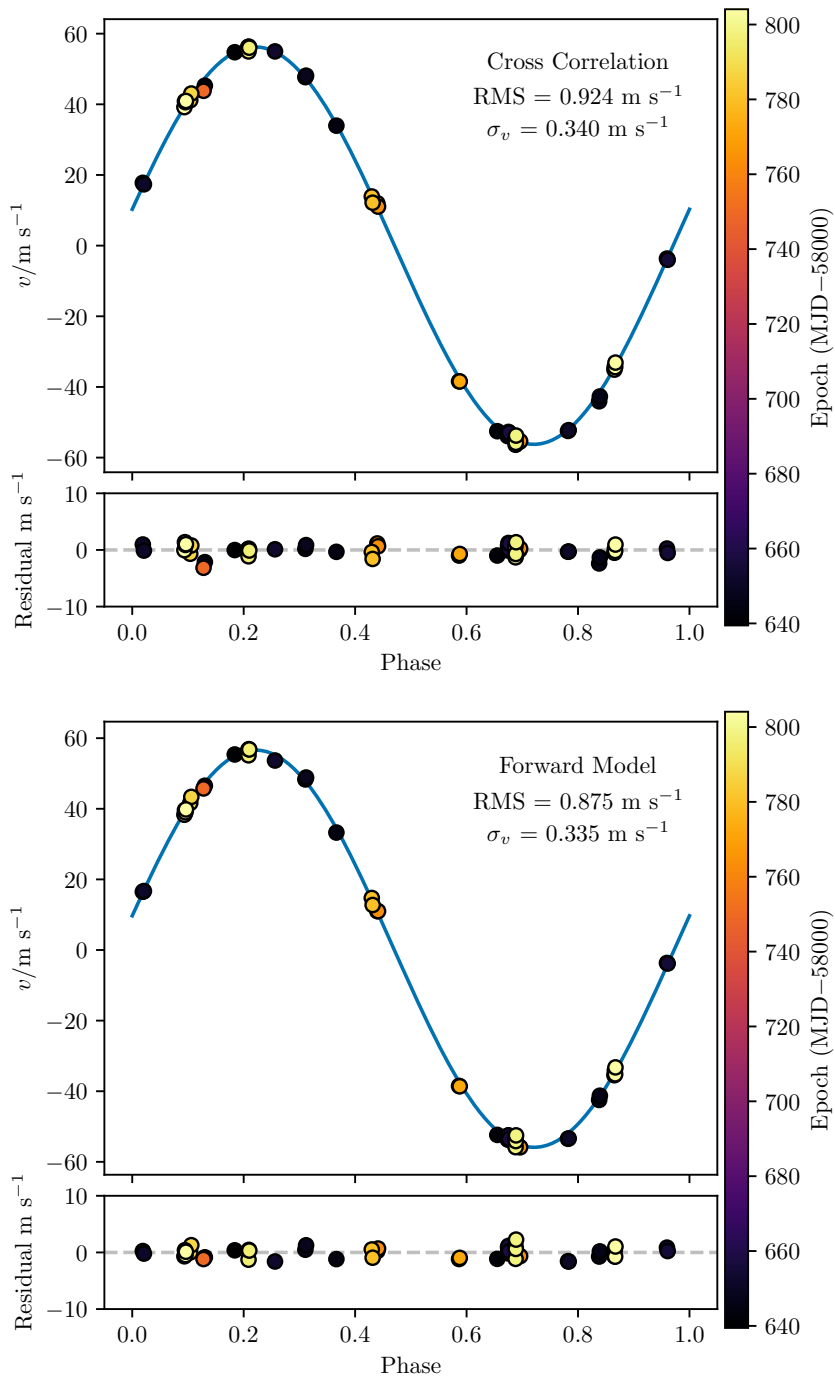 60
40
20
0
−20
−40
−60
v/m s⁻¹
Cross Correlation
RMS = 0.924 m s⁻¹
σᵥ = 0.340 m s⁻¹
10
0
−10
Residual m s⁻¹
0.0 0.2 0.4 0.6 0.8 1.0
Phase
800
780
760
740
720
700
680
660
640
Epoch (MJD−58000)
60
40
20
0
−20
−40
−60
v/m s⁻¹
Forward Model
RMS = 0.875 m s⁻¹
σᵥ = 0.335 m s⁻¹
10
0
−10
Residual m s⁻¹
0.0 0.2 0.4 0.6 0.8 1.0
Phase
800
780
760
740
720
700
680
660
640
Epoch (MJD−58000)